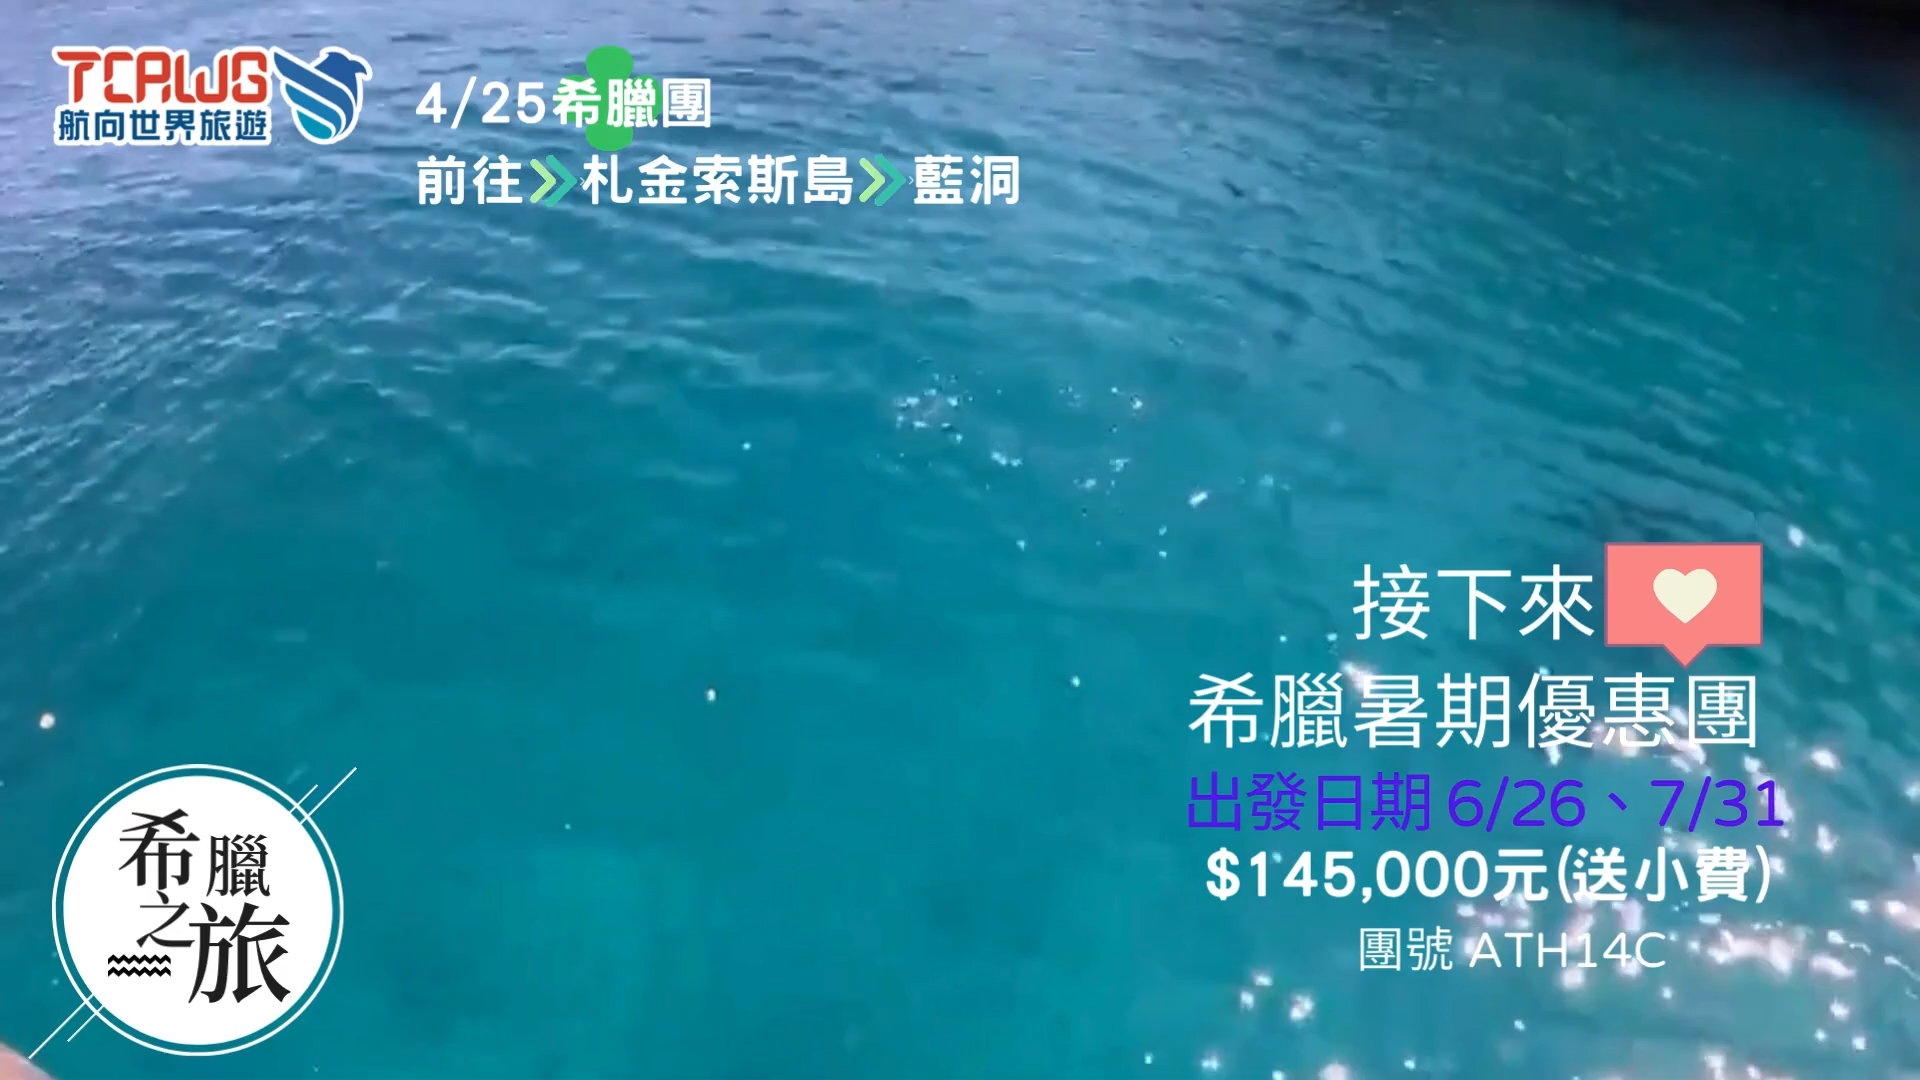 TCPLUG
航向世界旅遊
4/25希臘團
前往 札金索斯島 藍洞
接下來
希臘暑期優惠團
出發日期 6/26、7/31
$145,000元(送小費)
團號 ATH14C
希臘
之旅